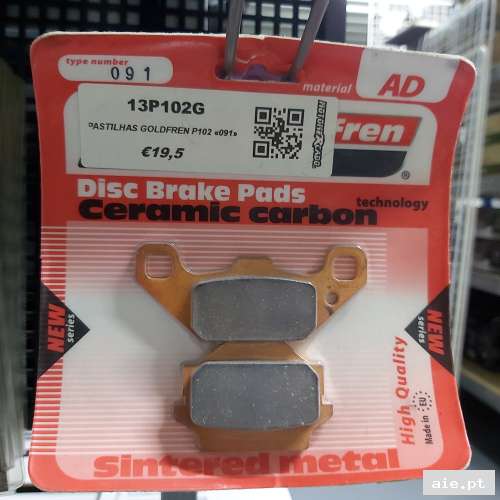 type number
091
material
AD
13P102G
PASTILHAS GOLDFREN P102 «091»
€19,5
Fren
®
Disc Brake Pads
Ceramic carbon
technology
NEW
series
NEW
series
High Quality
Made in EU
Sintered metal
aie.pt